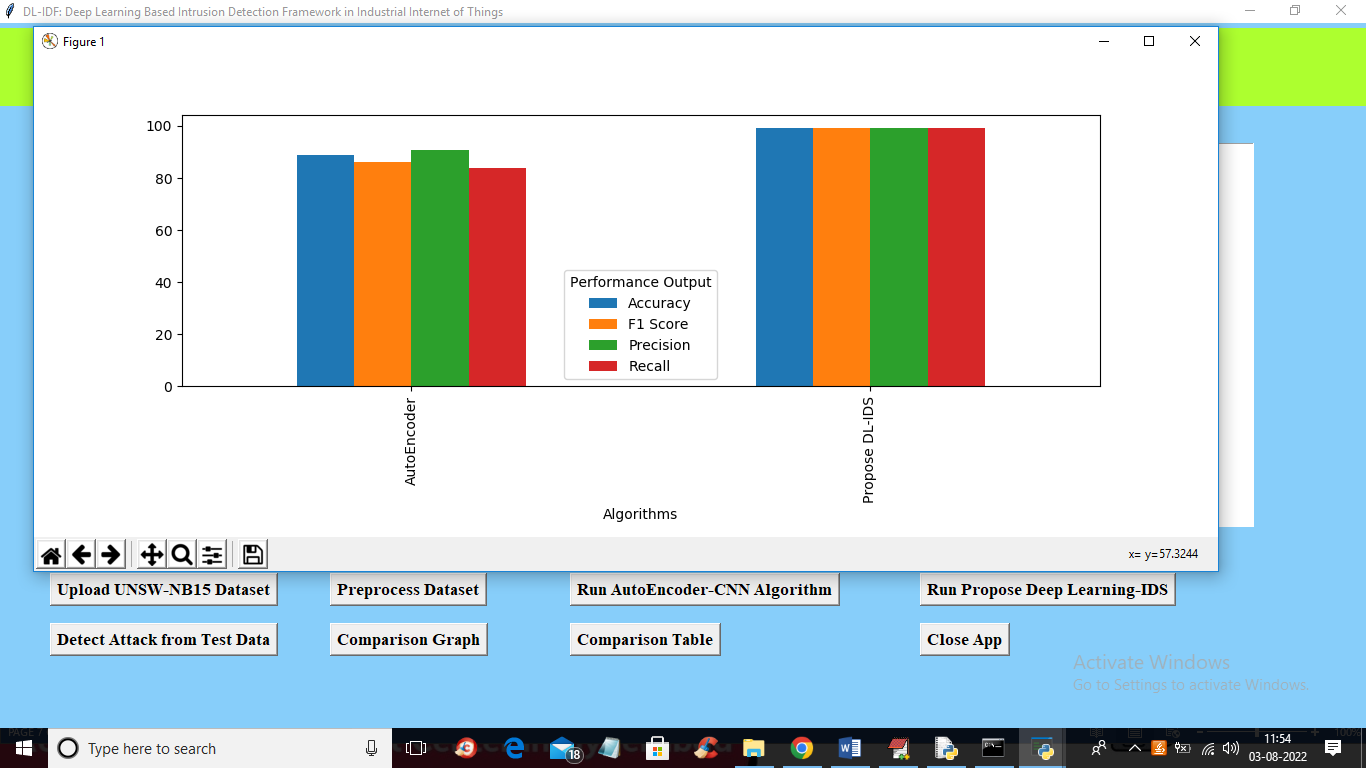 DL-IDF: Deep Learning Based Intrusion Detection Framework in Industrial Internet of Things
Figure 1
100
80
60
40
20
0
Performance Output
Accuracy
F1 Score
Precision
Recall
AutoEncoder
Propose DL-IDS
Algorithms
x= y=57.3244
Upload UNSW-NB15 Dataset
Preprocess Dataset
Run AutoEncoder-CNN Algorithm
Run Propose Deep Learning-IDS
Detect Attack from Test Data
Comparison Graph
Comparison Table
Close App
Activate Windows
Go to Settings to activate Windows.
PAGE 7
100%
Type here to search
18
11:54
03-08-2022